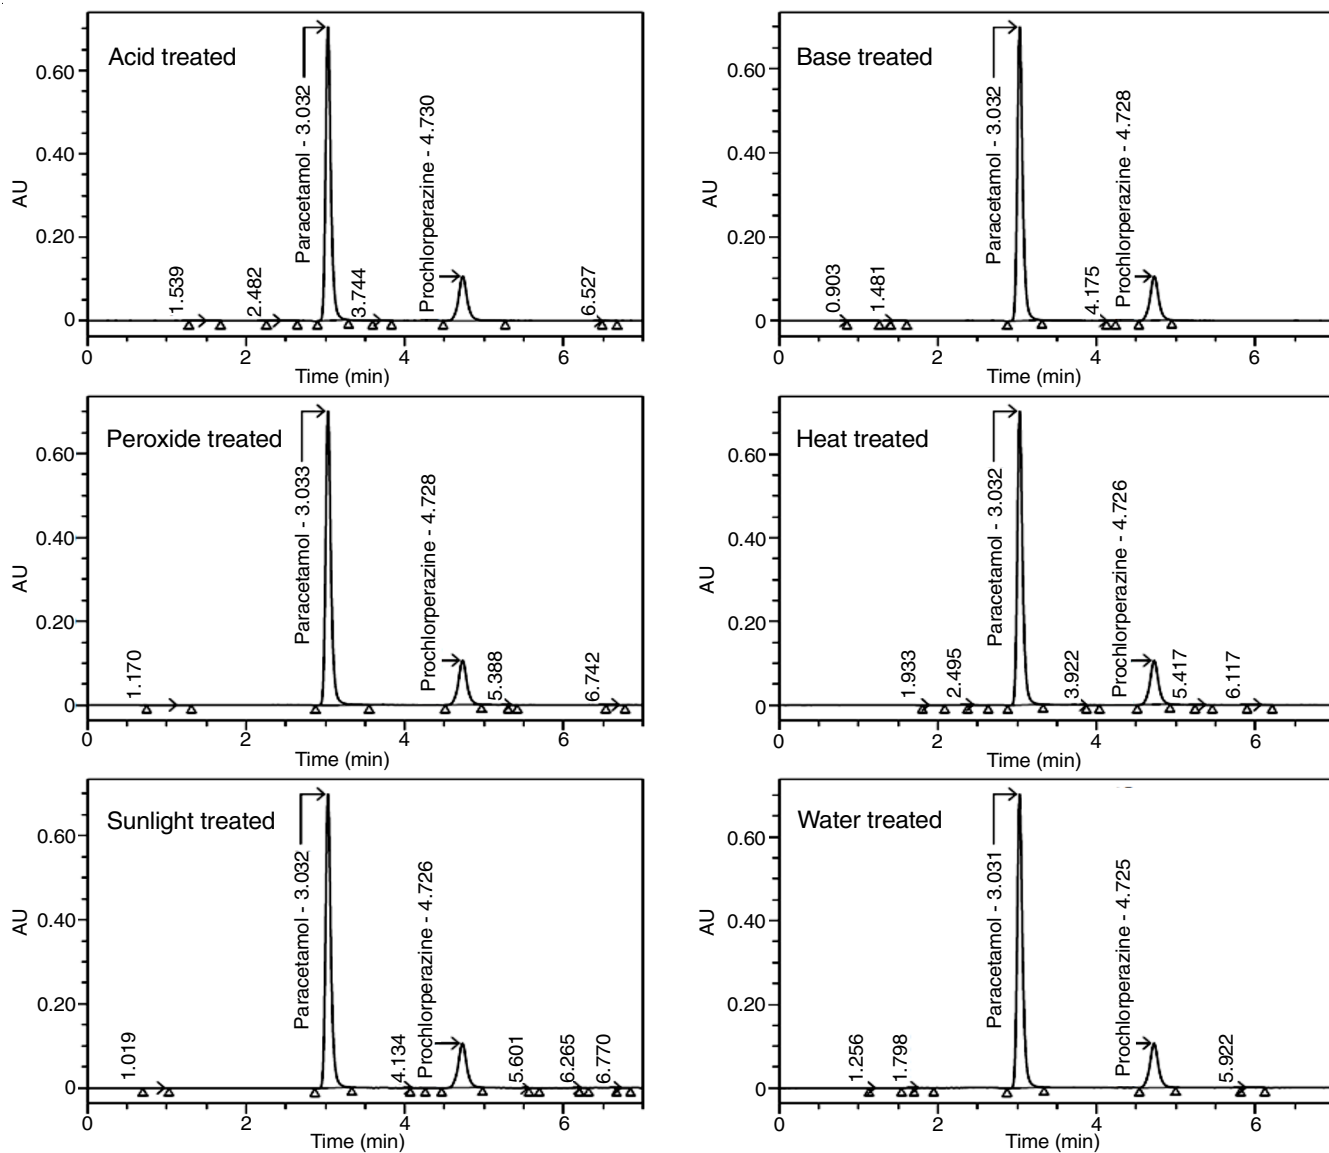 Acid treated
AU
0.60
0.40
0.20
0
1.539
2.482
Paracetamol - 3.032
3.744
Prochlorperazine - 4.730
6.527
0 2 4 6
Time (min)
Base treated
AU
0.60
0.40
0.20
0
0.903
1.481
Paracetamol - 3.032
4.175
Prochlorperazine - 4.728
0 2 4 6
Time (min)
Peroxide treated
AU
0.60
0.40
0.20
0
1.170
Paracetamol - 3.033
Prochlorperazine - 4.728
5.388
6.742
0 2 4 6
Time (min)
Heat treated
AU
0.60
0.40
0.20
0
1.933
2.495
Paracetamol - 3.032
3.922
Prochlorperazine - 4.726
5.417
6.117
0 2 4 6
Time (min)
Sunlight treated
AU
0.60
0.40
0.20
0
1.019
Paracetamol - 3.032
4.134
Prochlorperazine - 4.726
5.601
6.265
6.770
0 2 4 6
Time (min)
Water treated
AU
0.60
0.40
0.20
0
1.256
1.798
Paracetamol - 3.031
Prochlorperazine - 4.725
5.922
0 2 4 6
Time (min)